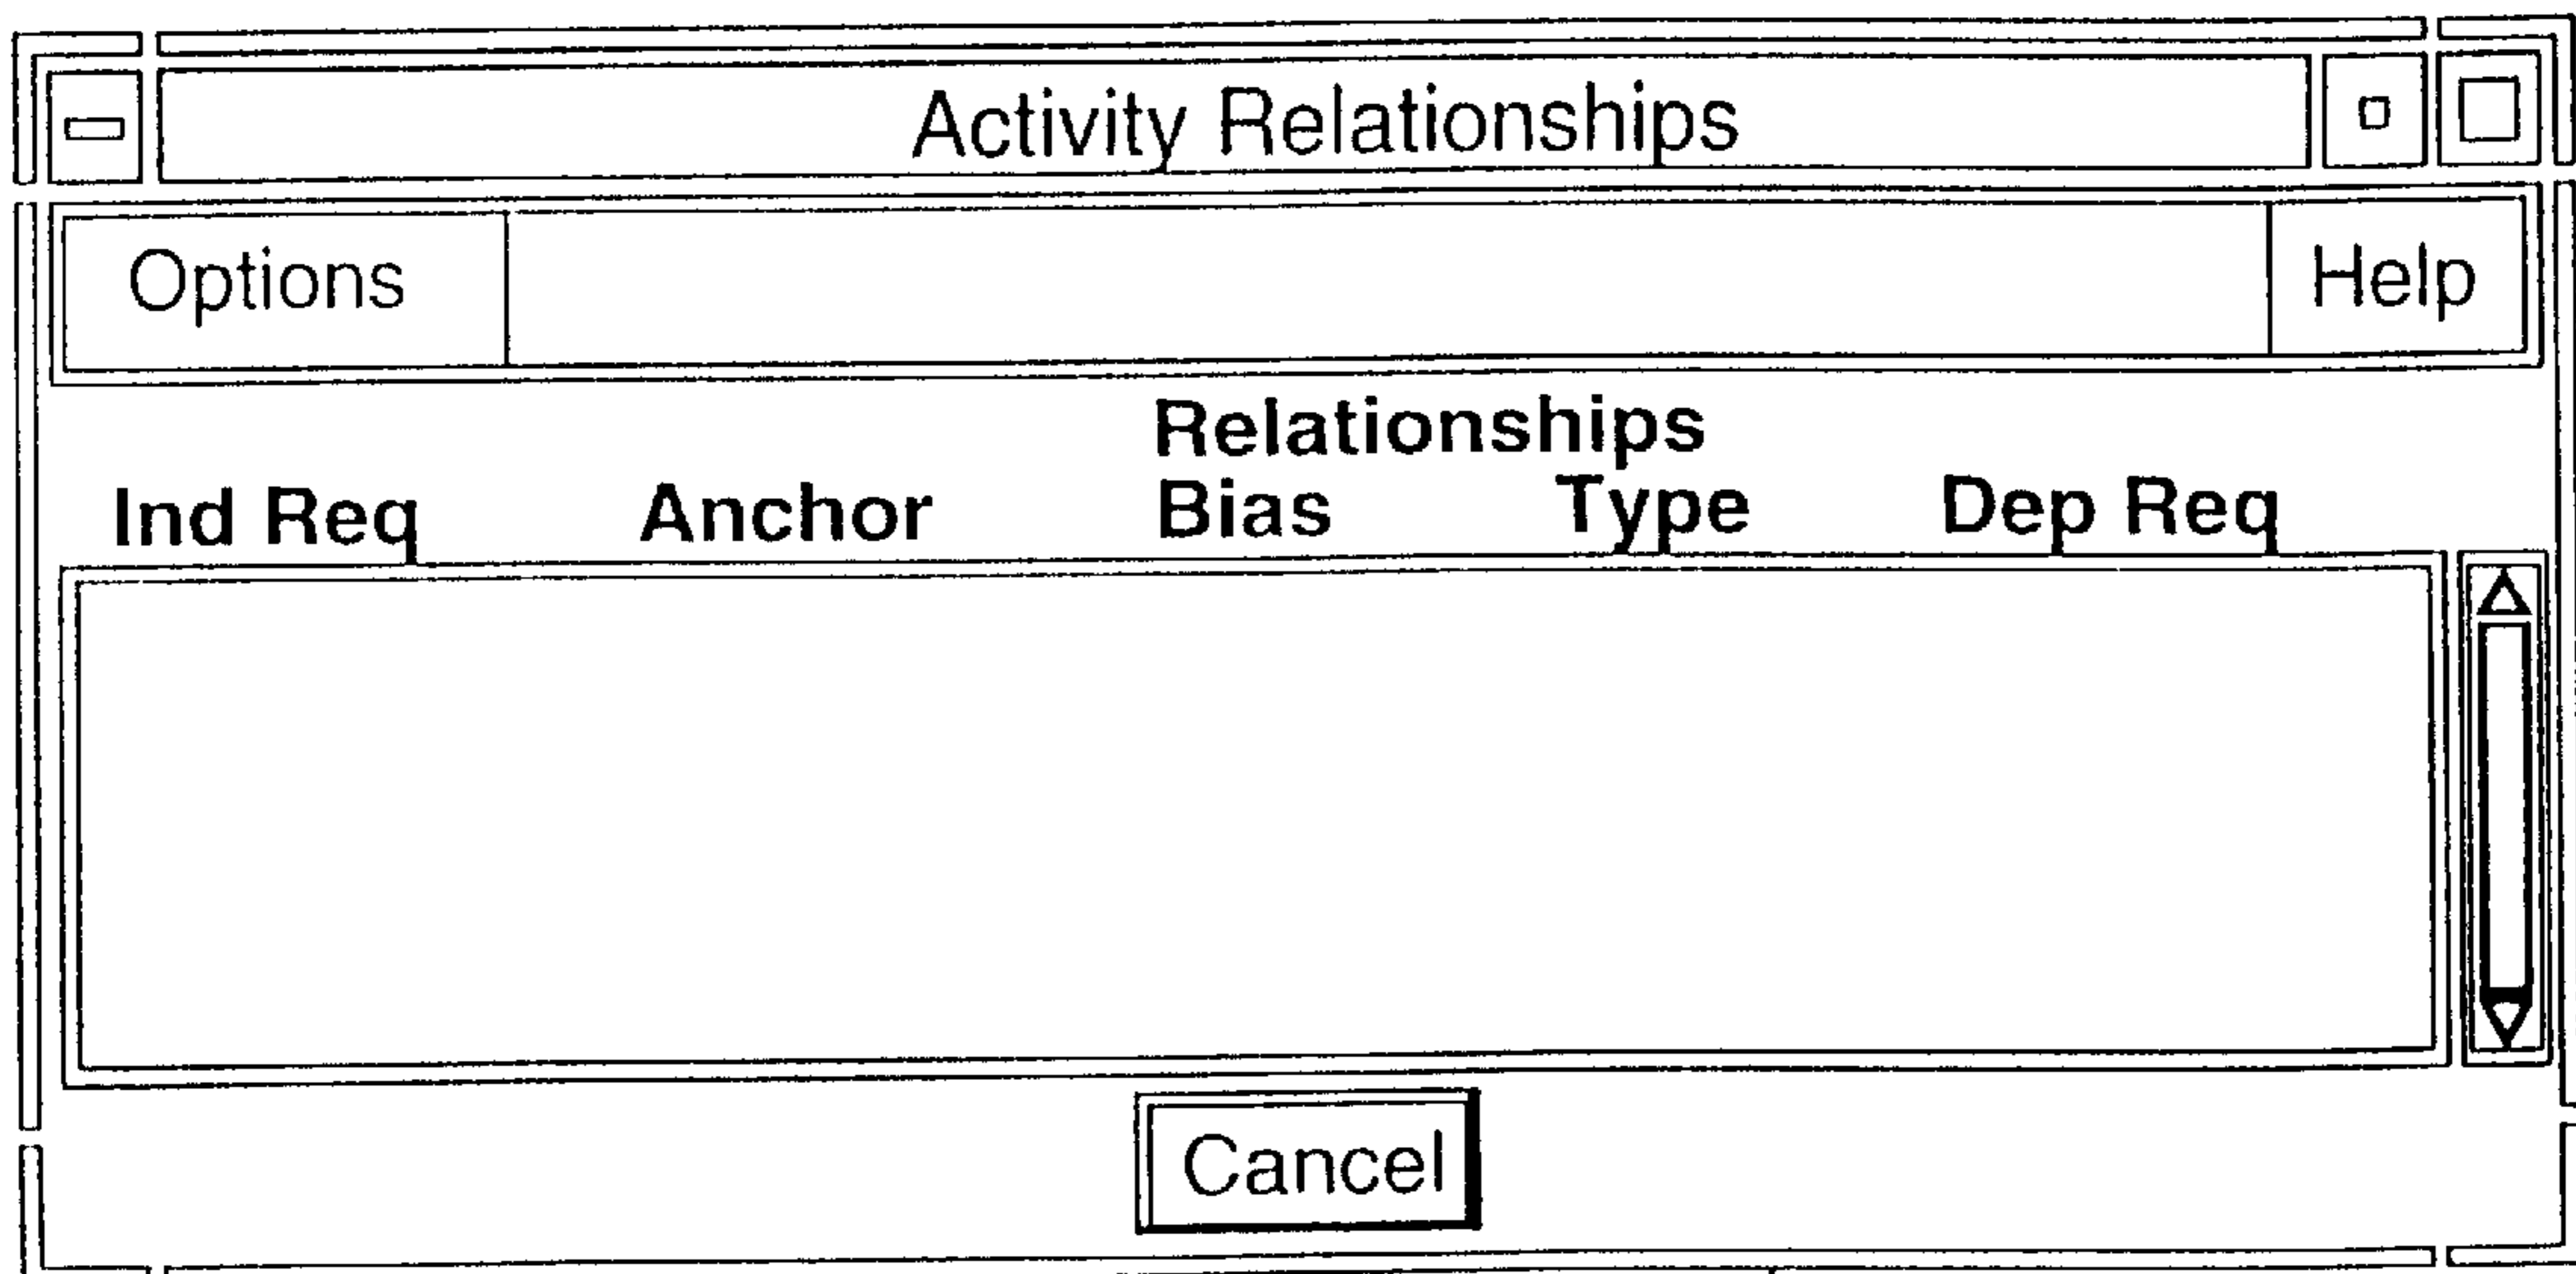 Activity Relationships
Options Help
Relationships
Ind Req Anchor Bias Type Dep Req
Cancel